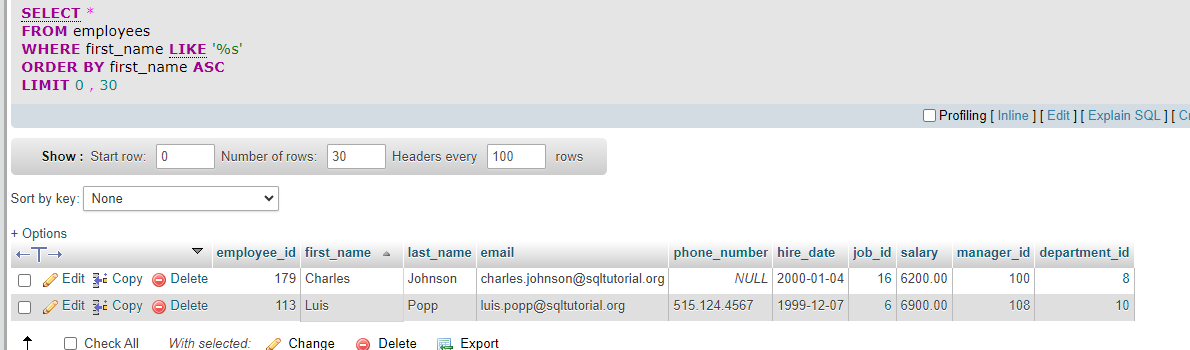 SELECT *
FROM employees
WHERE first_name LIKE '%s'
ORDER BY first_name ASC
LIMIT 0 , 30
Profiling [ Inline ] [ Edit ] [ Explain SQL ] [ C
Show : Start row: 0 Number of rows: 30 Headers every 100 rows
Sort by key: None
+ Options
←T→ employee_id first_name last_name email phone_number hire_date job_id salary manager_id department_id
Edit Copy Delete 179 Charles Johnson charles.johnson@sqltutorial.org NULL 2000-01-04 16 6200.00 100 8
Edit Copy Delete 113 Luis Popp luis.popp@sqltutorial.org 515.124.4567 1999-12-07 6 6900.00 108 10
Check All With selected: Change Delete Export